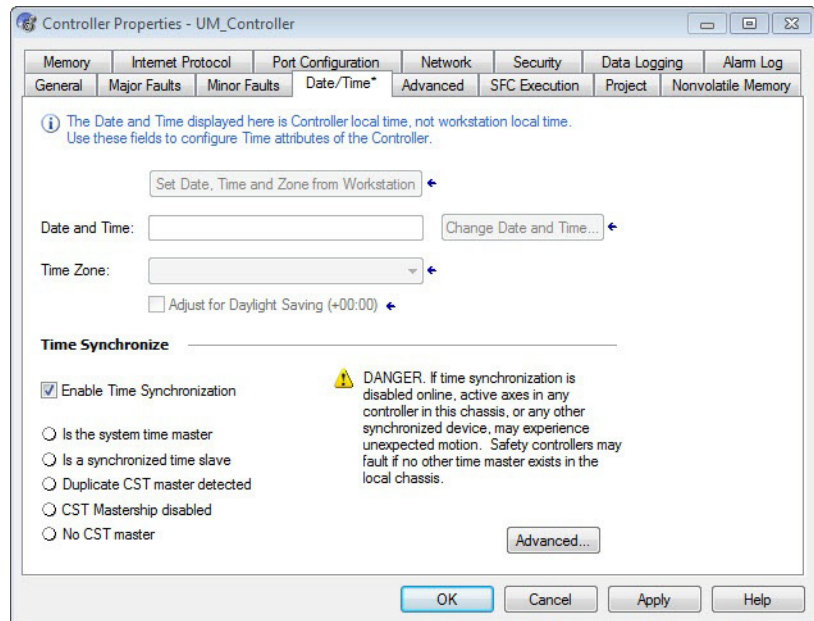 Controller Properties - UM_Controller
Memory Internet Protocol Port Configuration Network Security Data Logging Alarm Log
General Major Faults Minor Faults Date/Time* Advanced SFC Execution Project Nonvolatile Memory
The Date and Time displayed here is Controller local time, not workstation local time.
Use these fields to configure Time attributes of the Controller.
Set Date, Time and Zone from Workstation
Date and Time: Change Date and Time...
Time Zone:
Adjust for Daylight Saving (+00:00)
Time Synchronize
Enable Time Synchronization
Is the system time master
Is a synchronized time slave
Duplicate CST master detected
CST Mastership disabled
No CST master
DANGER. If time synchronization is
disabled online, active axes in any
controller in this chassis, or any other
synchronized device, may experience
unexpected motion. Safety controllers may
fault if no other time master exists in the
local chassis.
Advanced...
OK Cancel Apply Help